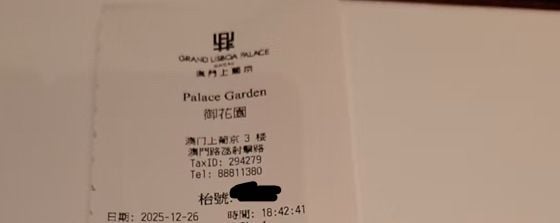 GRAND LISBOA PALACE
MACAU
澳門上葡京
Palace Garden
御花園
澳门上葡京 3 樓
澳門路氹射擊路
TaxID: 294279
Tel: 88811380
枱號:
日期: 2025-12-26 時間: 18:42:41